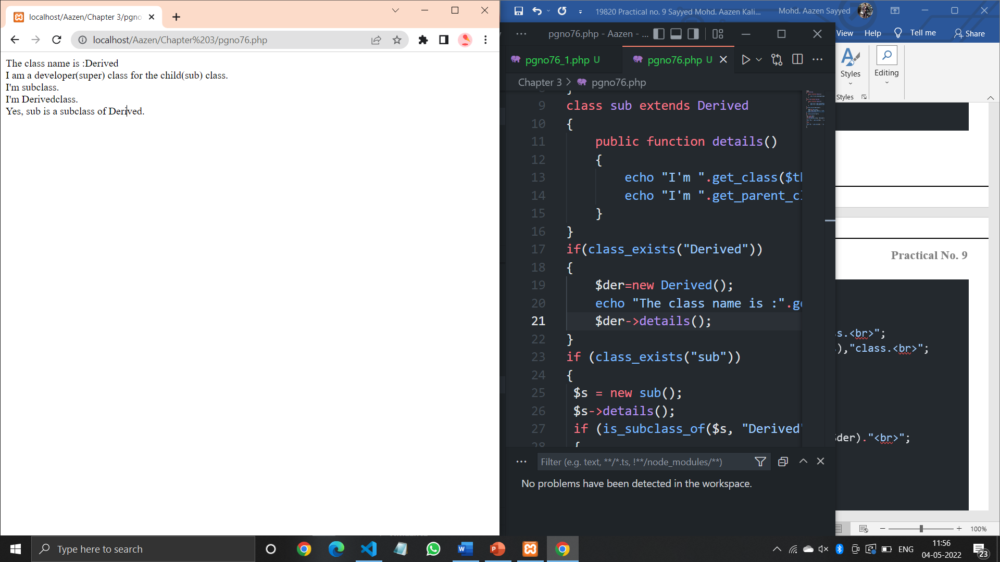 localhost/Aazen/Chapter 3/pgno
localhost/Aazen/Chapter%203/pgno76.php
The class name is :Derived
I am a developer(super) class for the child(sub) class.
I'm subclass.
I'm Derivedclass.
Yes, sub is a subclass of Derived.
19820 Practical no. 9 Sayyed Mohd. Aazen Kali...
Mohd. Aazen Sayyed
View Help Tell me Share
Styles
Editing
Styles
pgno76.php - Aazen - ...
pgno76_1.php U
pgno76.php U
Chapter 3 > pgno76.php
9 class sub extends Derived
10 {
11 public function details()
12 {
13 echo "I'm ".get_class($th
14 echo "I'm ".get_parent_cl
15 }
16 }
17 if(class_exists("Derived"))
18 {
19 $der=new Derived();
20 echo "The class name is :".ge
21 $der->details();
22 }
23 if (class_exists("sub"))
24 {
25 $s = new sub();
26 $s->details();
27 if (is_subclass_of($s, "Derived"
28 {
Filter (e.g. text, **/*.ts, !**/node_modules/**)
No problems have been detected in the workspace.
Practical No. 9
s.<br>";
),"class.<br>";
der)."<br>";
100%
Type here to search
ENG
11:56
04-05-2022
23